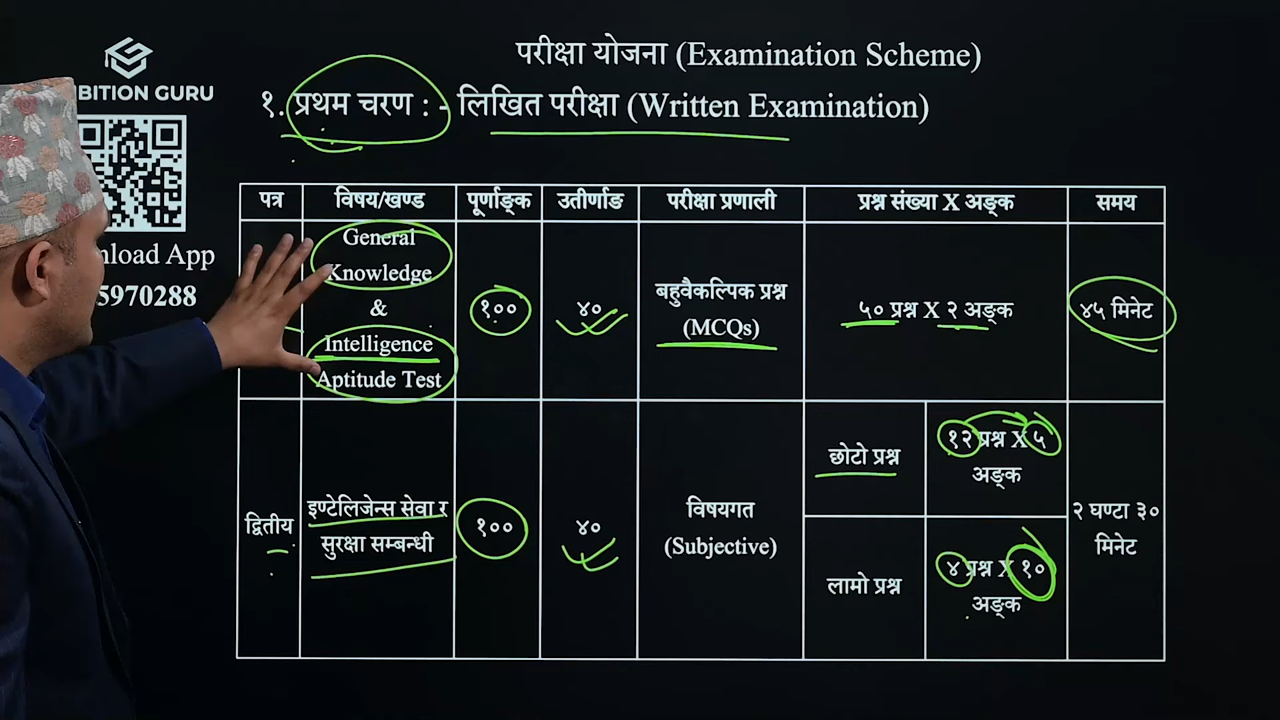 परीक्षा योजना (Examination Scheme)
१. प्रथम चरण : - लिखित परीक्षा (Written Examination)
BITION GURU
nload App
5970288
पत्र विषय/खण्ड पूर्णाङ्क उतीर्णाङ परीक्षा प्रणाली प्रश्न संख्या X अङ्क समय
General
Knowledge
&
Intelligence
Aptitude Test
१०० ४० बहुवैकल्पिक प्रश्न
(MCQs)
५० प्रश्न X २ अङ्क ४५ मिनेट
द्वितीय
इण्टेलिजेन्स सेवा र
सुरक्षा सम्बन्धी
१०० ४० विषयगत
(Subjective)
छोटो प्रश्न
१२ प्रश्न X ५
अङ्क
लामो प्रश्न
४ प्रश्न X १०
अङ्क
२ घण्टा ३०
मिनेट